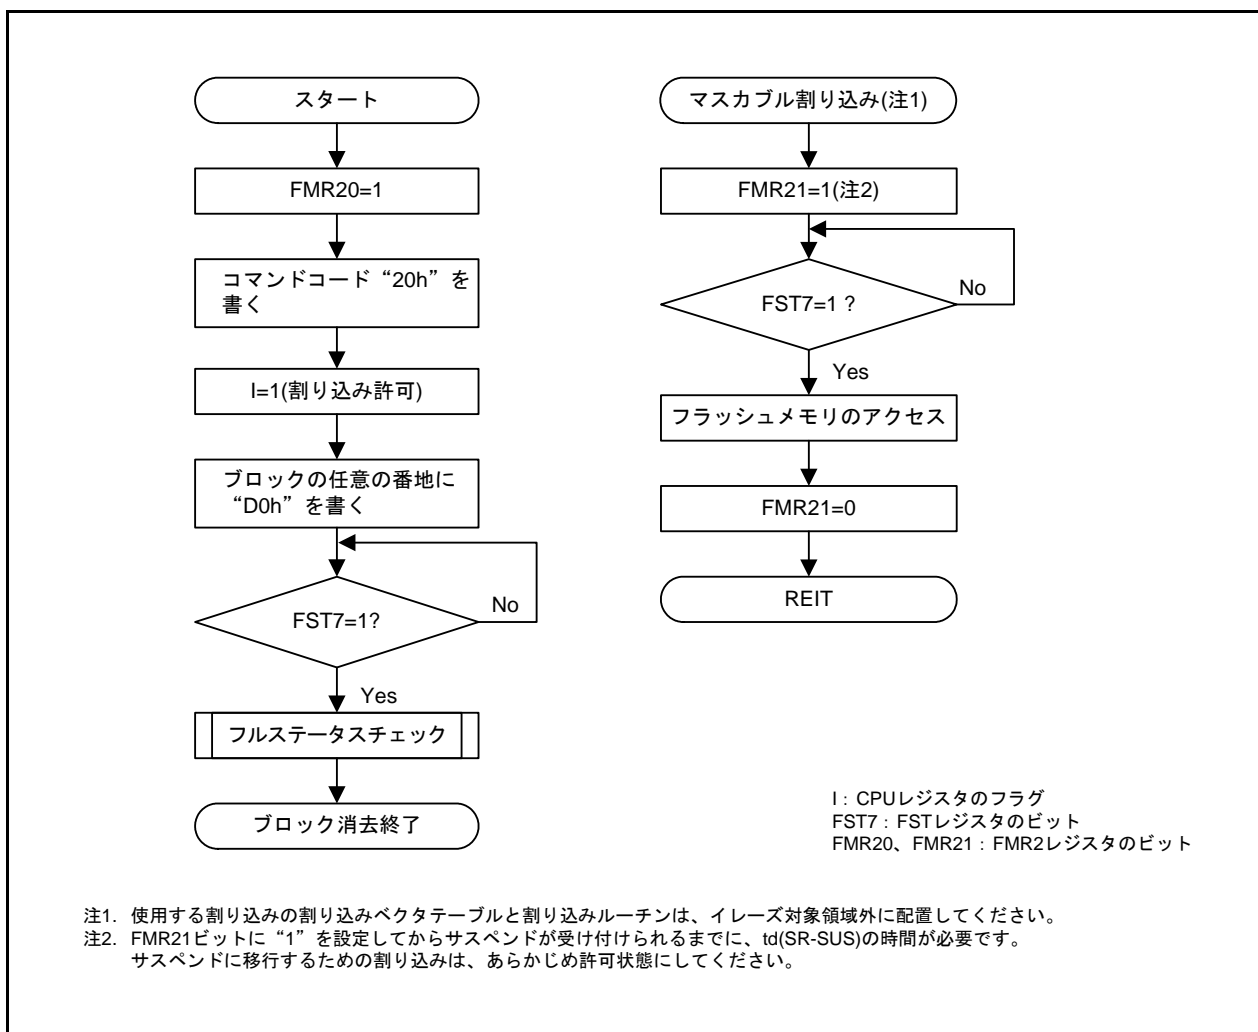 スタート
FMR20=1
コマンドコード“20h”を
書く
I=1(割り込み許可)
ブロックの任意の番地に
“D0h”を書く
FST7=1?
No
Yes
フルステータスチェック
ブロック消去終了
マスカブル割り込み(注1)
FMR21=1(注2)
FST7=1 ?
No
Yes
フラッシュメモリのアクセス
FMR21=0
REIT
I : CPUレジスタのフラグ
FST7 : FSTレジスタのビット
FMR20、FMR21 : FMR2レジスタのビット
注1. 使用する割り込みの割り込みベクタテーブルと割り込みルーチンは、イレーズ対象領域外に配置してください。
注2. FMR21ビットに“1”を設定してからサスペンドが受け付けられるまでに、td(SR-SUS)の時間が必要です。
サスペンドに移行するための割り込みは、あらかじめ許可状態にしてください。